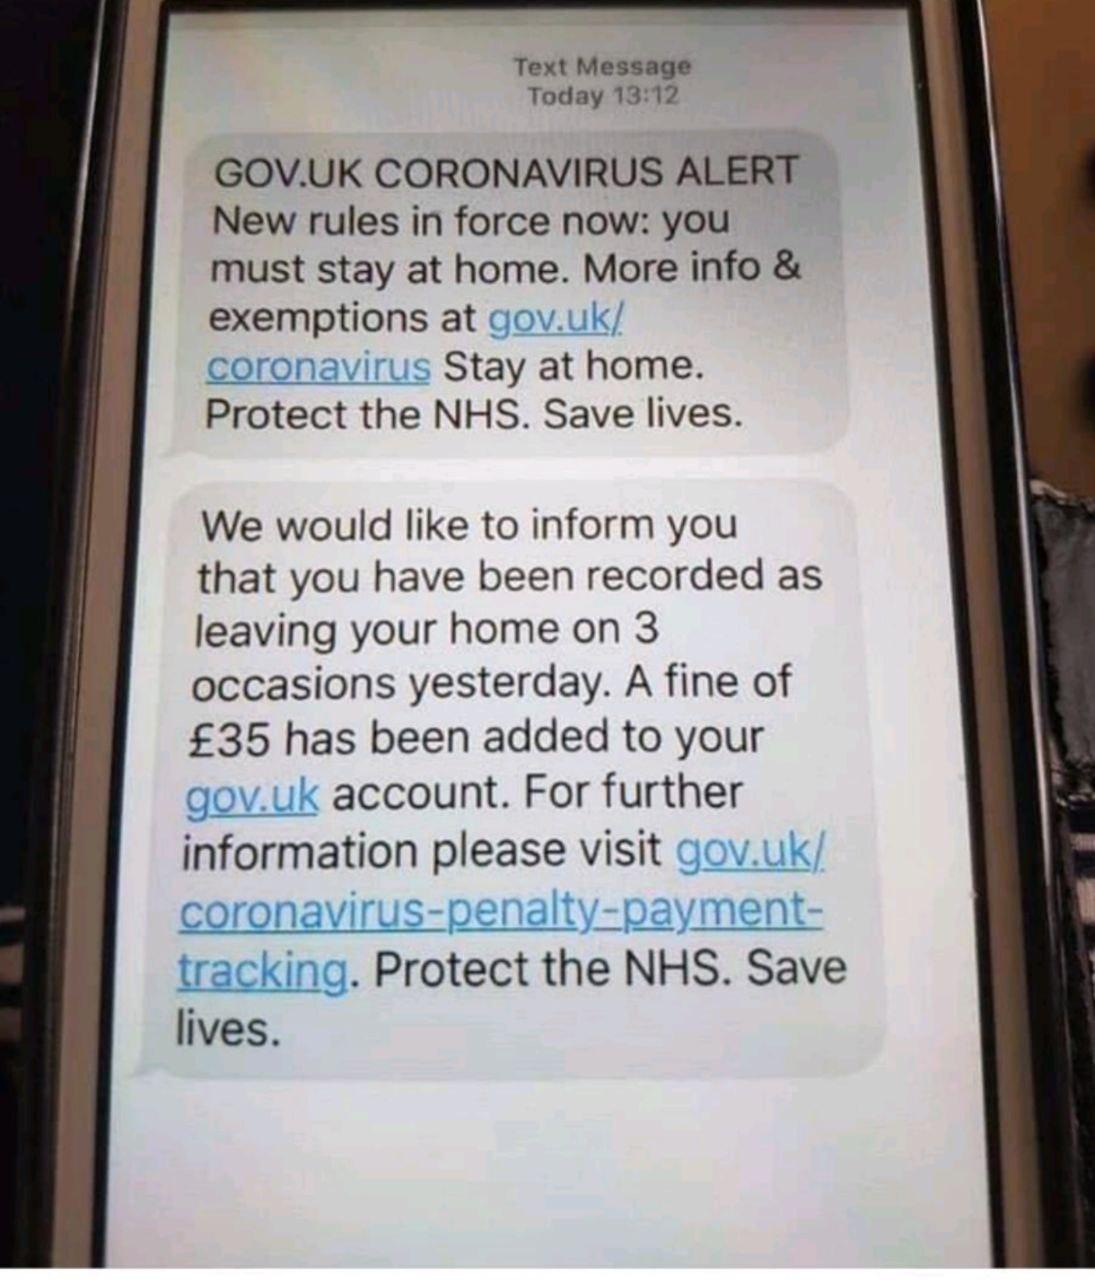 Text Message
Today 13:12
GOV.UK CORONAVIRUS ALERT
New rules in force now: you
must stay at home. More info &
exemptions at gov.uk/
coronavirus Stay at home.
Protect the NHS. Save lives.
We would like to inform you
that you have been recorded as
leaving your home on 3
occasions yesterday. A fine of
£35 has been added to your
gov.uk account. For further
information please visit gov.uk/
coronavirus-penalty-payment-
tracking. Protect the NHS. Save
lives.